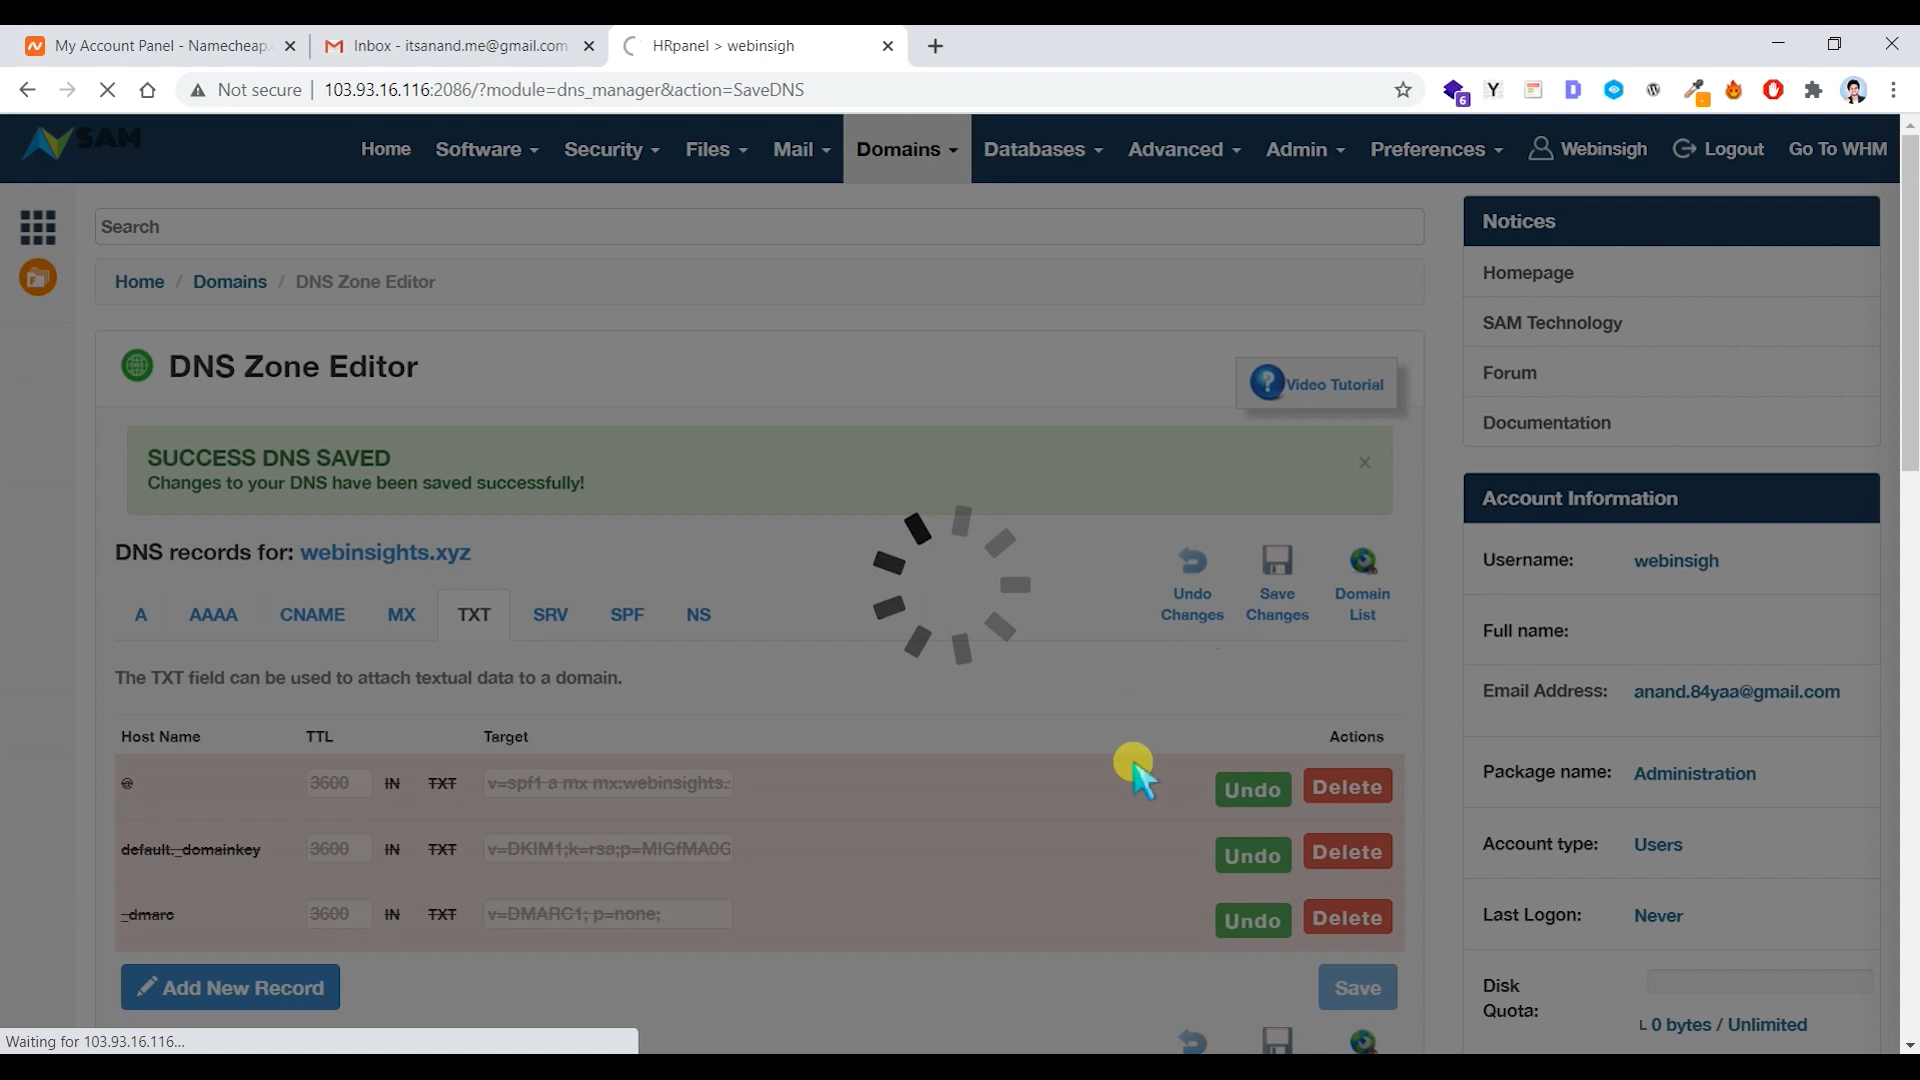 My Account Panel - Namecheap.
Inbox - itsanand.me@gmail.com
HRpanel > webinsigh
Not secure
103.93.16.116:2086/?module=dns_manager&action=SaveDNS
6
Y
D
SAM
Home
Software
Security
Files
Mail
Domains
Databases
Advanced
Admin
Preferences
Webinsigh
Logout
Go To WHM
Search
Home / Domains / DNS Zone Editor
DNS Zone Editor
Video Tutorial
SUCCESS DNS SAVED
Changes to your DNS have been saved successfully!
DNS records for: webinsights.xyz
Undo Changes
Save Changes
Domain List
A
AAAA
CNAME
MX
TXT
SRV
SPF
NS
The TXT field can be used to attach textual data to a domain.
Host Name TTL Target Actions
@ 3600 IN TXT v=spf1 a mx mx:webinsights.: Undo Delete
default._domainkey 3600 IN TXT v=DKIM1;k=rsa;p=MIGfMA0G Undo Delete
_dmarc 3600 IN TXT v=DMARC1; p=none; Undo Delete
Add New Record
Save
Waiting for 103.93.16.116...
Notices
Homepage
SAM Technology
Forum
Documentation
Account Information
Username: webinsigh
Full name:
Email Address: anand.84yaa@gmail.com
Package name: Administration
Account type: Users
Last Logon: Never
Disk Quota:
0 bytes / Unlimited